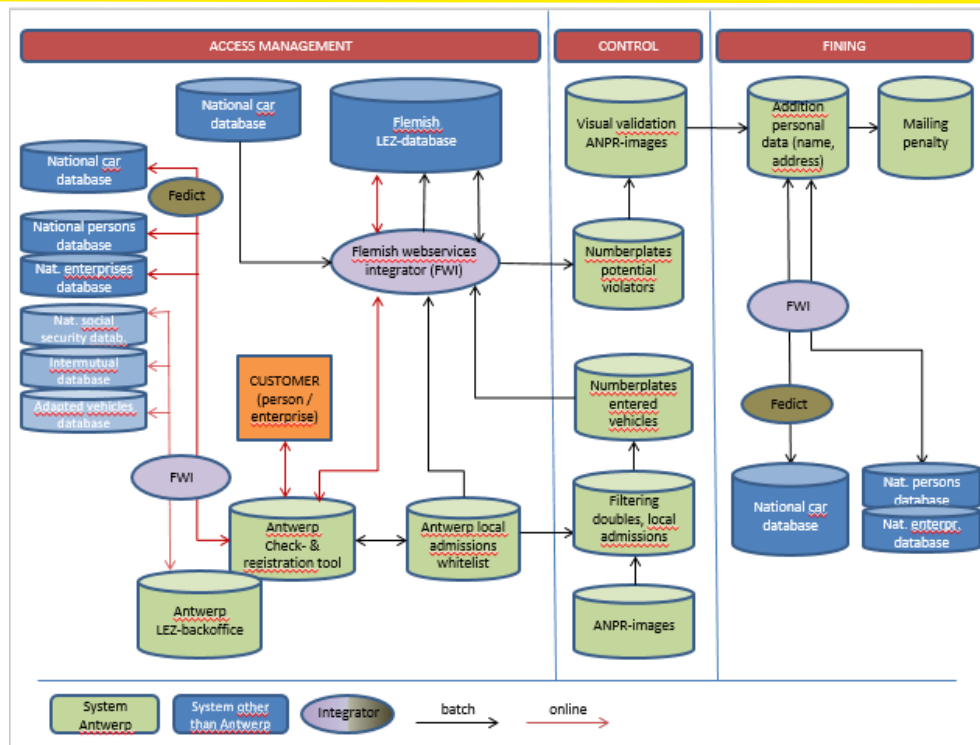 ACCESS MANAGEMENT
CONTROL
FINING
National car
database
Flemish
LEZ-database
Visual validation
ANPR-images
Addition
personal
data (name,
address)
Mailing
penalty
National car
database
Fedict
National persons
database
Nat. enterprises
database
Nat. social
security datab.
Intermutual
database
Adapted vehicles
database
Flemish webservices
integrator (FWI)
Numberplates
potential
violators
FWI
CUSTOMER
(person /
enterprise)
Numberplates
entered
vehicles
Fedict
FWI
Antwerp
Check- &
registration tool
Antwerp local
admissions
whitelist
Filtering
doubles, local
admissions
National car
database
Nat. persons
database
Nat. enterpr.
database
Antwerp
LEZ-backoffice
ANPR-images
System
Antwerp
System other
than Antwerp
Integrator
batch
online